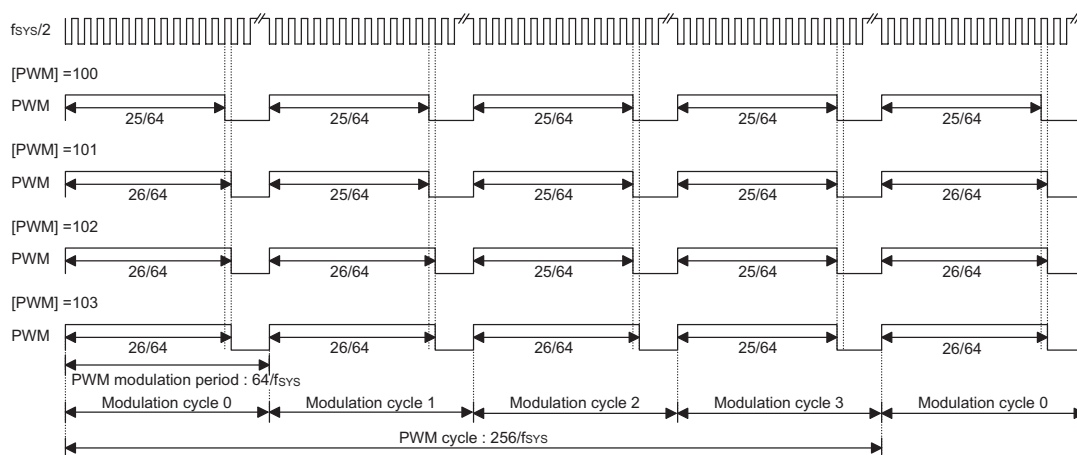 fSYS/2
[PWM] =100
PWM
25/64 25/64 25/64 25/64 25/64
[PWM] =101
PWM
26/64 25/64 25/64 25/64 26/64
[PWM] =102
PWM
26/64 26/64 25/64 25/64 26/64
[PWM] =103
PWM
26/64 26/64 26/64 25/64 26/64
PWM modulation period : 64/fSYS
Modulation cycle 0 Modulation cycle 1 Modulation cycle 2 Modulation cycle 3 Modulation cycle 0
PWM cycle : 256/fSYS